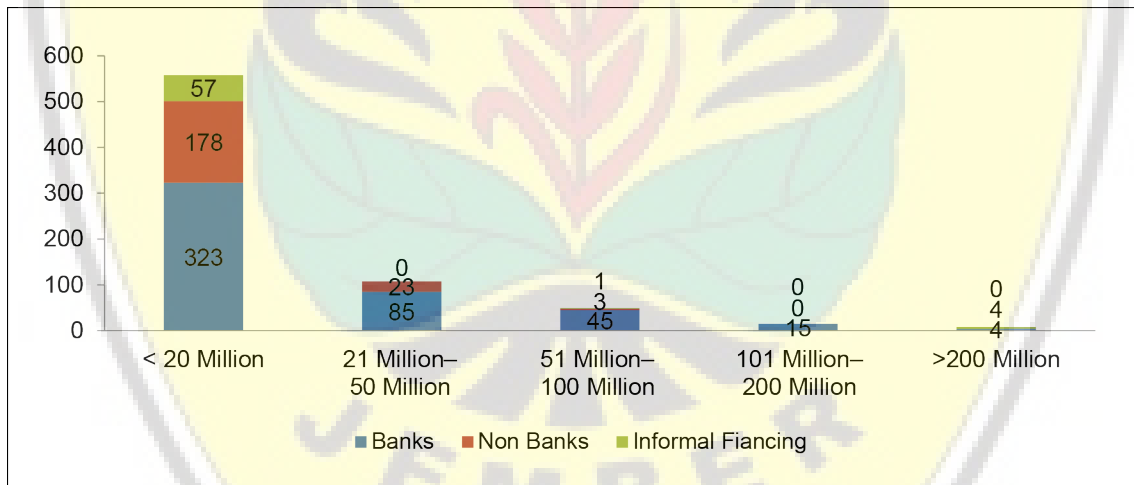 600
500
400
300
200
100
0
57
178
323
0
23
85
1
3
45
0
0
15
0
4
4
< 20 Million
21 Million–
50 Million
51 Million–
100 Million
101 Million–
200 Million
>200 Million
Banks
Non Banks
Informal Fiancing
JEMBER